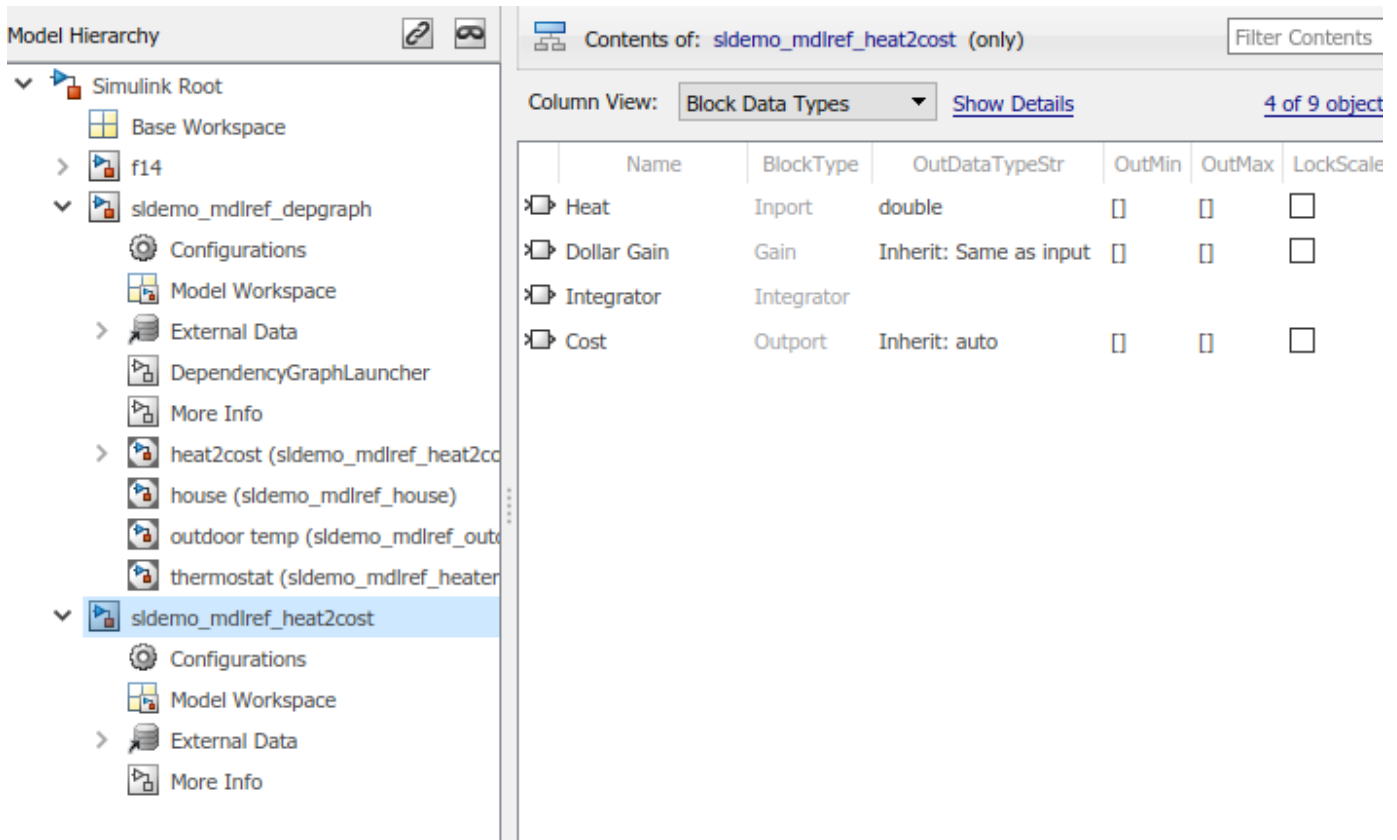 Model Hierarchy
Simulink Root
Base Workspace
f14
sldemo_mdlref_depgraph
Configurations
Model Workspace
External Data
DependencyGraphLauncher
More Info
heat2cost (sldemo_mdlref_heat2co
house (sldemo_mdlref_house)
outdoor temp (sldemo_mdlref_outd
thermostat (sldemo_mdlref_heater
sldemo_mdlref_heat2cost
Configurations
Model Workspace
External Data
More Info
Contents of: sldemo_mdlref_heat2cost (only) Filter Contents
Column View: Block Data Types Show Details 4 of 9 object
Name BlockType OutDataTypeStr OutMin OutMax LockScale
Heat Inport double [] []
Dollar Gain Gain Inherit: Same as input [] []
Integrator Integrator
Cost Outport Inherit: auto [] []